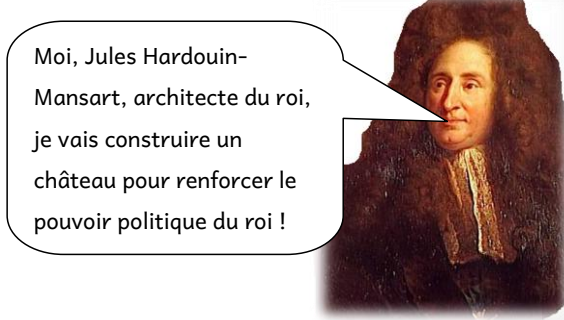 Moi, Jules Hardouin-
Mansart, architecte du roi,
je vais construire un
château pour renforcer le
pouvoir politique du roi !